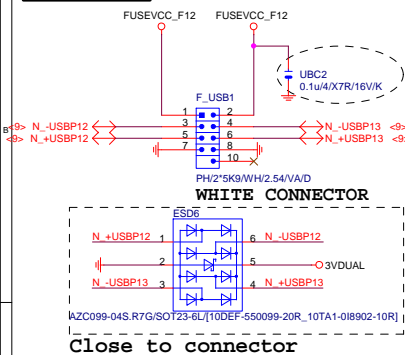 FUSEVCC_F12 FUSEVCC_F12
UBC2
0.1u/4/X7R/16V/K
F_USB1
1 2
B <9> N_-USBP12 3 4 N_-USBP13 <9>
<9> N_+USBP12 5 6 N_+USBP13 <9>
7 8
10
PH/2*5K9/WH/2.54/VA/D
WHITE CONNECTOR
ESD6
N_+USBP12 1 6 N_-USBP12
2 5 3VDUAL
N_-USBP13 3 4 N_+USBP13
AZC099-04S.R7G/SOT23-6L/[10DEF-550099-20R_10TA1-0I8902-10R]
Close to connector